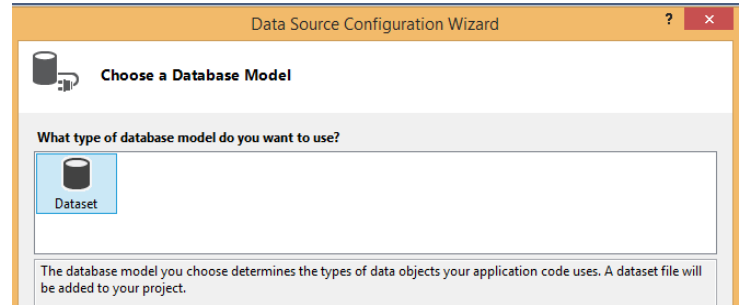 Data Source Configuration Wizard
? ×
Choose a Database Model
What type of database model do you want to use?
Dataset
The database model you choose determines the types of data objects your application code uses. A dataset file will
be added to your project.